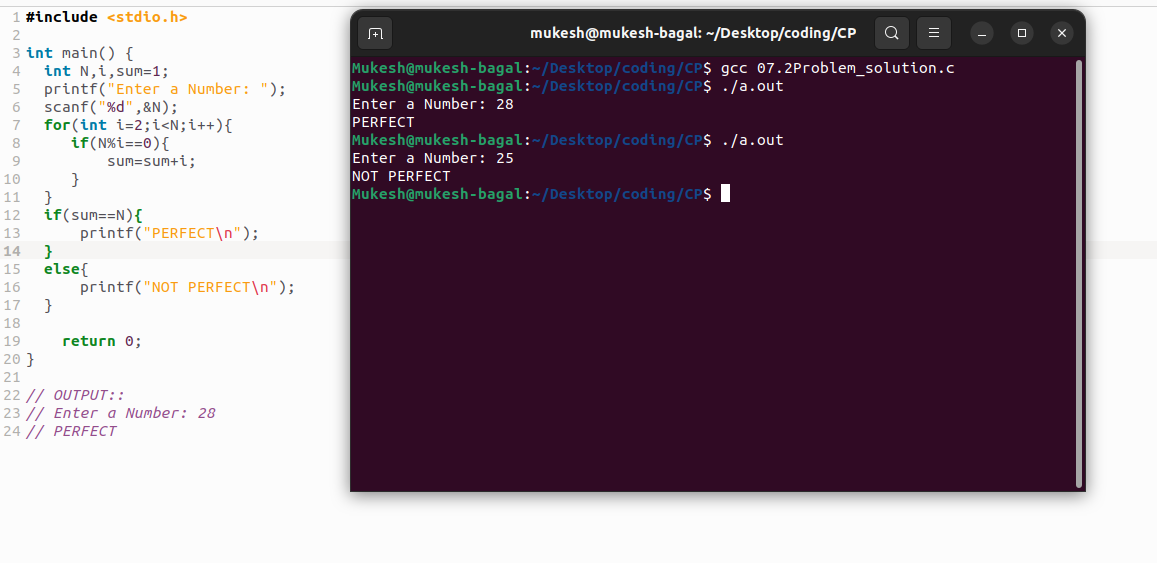 1 #include <stdio.h>
2
3 int main() {
4   int N,i,sum=1;
5   printf("Enter a Number: ");
6   scanf("%d",&N);
7   for(int i=2;i<N;i++){
8      if(N%i==0){
9          sum=sum+i;
10      }
11   }
12   if(sum==N){
13       printf("PERFECT\n");
14   }
15   else{
16       printf("NOT PERFECT\n");
17   }
18
19     return 0;
20 }
21
22 // OUTPUT::
23 // Enter a Number: 28
24 // PERFECT
mukesh@mukesh-bagal: ~/Desktop/coding/CP
Mukesh@mukesh-bagal:~/Desktop/coding/CP$ gcc 07.2Problem_solution.c
Mukesh@mukesh-bagal:~/Desktop/coding/CP$ ./a.out
Enter a Number: 28
PERFECT
Mukesh@mukesh-bagal:~/Desktop/coding/CP$ ./a.out
Enter a Number: 25
NOT PERFECT
Mukesh@mukesh-bagal:~/Desktop/coding/CP$